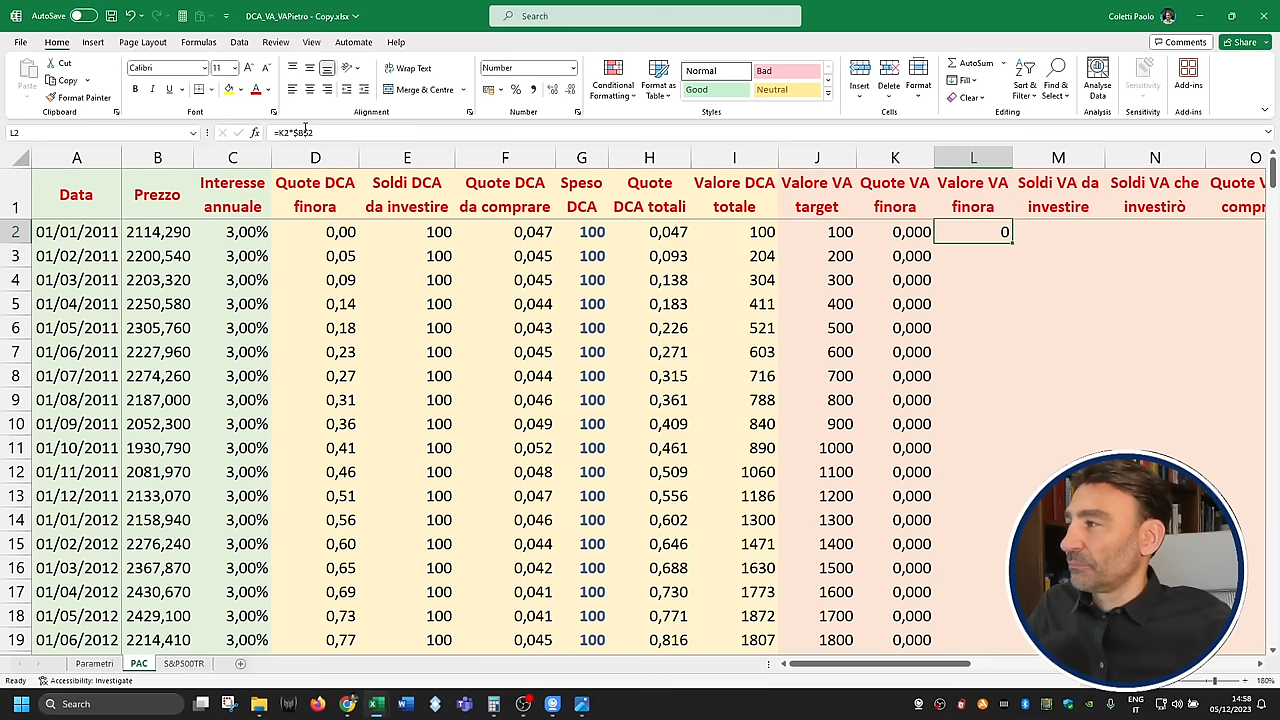 AutoSave
DCA_VA_VAPietro - Copy.xlsx
Search
Coletti Paolo
File Home Insert Page Layout Formulas Data Review View Automate Help
Comments Share
Paste
Cut
Copy
Format Painter
Clipboard
Calibri 11
B I U
Font
Wrap Text
Merge & Centre
Alignment
Number
Number
Conditional Formatting
Format as Table
Normal Bad
Good Neutral
Styles
Insert Delete Format
Cells
AutoSum
Fill
Clear
Sort & Filter
Find & Select
Editing
Analyse Data
Analysis
Sensitivity
Sensitivity
Add-ins
Add-ins
L2 fx
A B C D E F G H I J K L M N O
1 Data Prezzo Interesse annuale Quote DCA finora Soldi DCA da investire Quote DCA da comprare Speso DCA Quote DCA totali Valore DCA totale Valore VA target Quote VA finora Valore VA finora Soldi VA da investire Soldi VA che investirò Quote V compr
2 01/01/2011 2114,290 3,00% 0,00 100 0,047 100 0,047 100 100 0,000 0
3 01/02/2011 2200,540 3,00% 0,05 100 0,045 100 0,093 204 200 0,000
4 01/03/2011 2203,320 3,00% 0,09 100 0,045 100 0,138 304 300 0,000
5 01/04/2011 2250,580 3,00% 0,14 100 0,044 100 0,183 411 400 0,000
6 01/05/2011 2305,760 3,00% 0,18 100 0,043 100 0,226 521 500 0,000
7 01/06/2011 2227,960 3,00% 0,23 100 0,045 100 0,271 603 600 0,000
8 01/07/2011 2274,260 3,00% 0,27 100 0,044 100 0,315 716 700 0,000
9 01/08/2011 2187,000 3,00% 0,31 100 0,046 100 0,361 788 800 0,000
10 01/09/2011 2052,300 3,00% 0,36 100 0,049 100 0,409 840 900 0,000
11 01/10/2011 1930,790 3,00% 0,41 100 0,052 100 0,461 890 1000 0,000
12 01/11/2011 2081,970 3,00% 0,46 100 0,048 100 0,509 1060 1100 0,000
13 01/12/2011 2133,070 3,00% 0,51 100 0,047 100 0,556 1186 1200 0,000
14 01/01/2012 2158,940 3,00% 0,56 100 0,046 100 0,602 1300 1300 0,000
15 01/02/2012 2276,240 3,00% 0,60 100 0,044 100 0,646 1471 1400 0,000
16 01/03/2012 2367,870 3,00% 0,65 100 0,042 100 0,688 1630 1500 0,000
17 01/04/2012 2430,670 3,00% 0,69 100 0,041 100 0,730 1773 1600 0,000
18 01/05/2012 2429,100 3,00% 0,73 100 0,041 100 0,771 1872 1700 0,000
19 01/06/2012 2214,410 3,00% 0,77 100 0,045 100 0,816 1807 1800 0,000
Parametri PAC S&P500TR
Ready Accessibility: Investigate
180%
Search
ENG
IT
14:58
05/12/2023